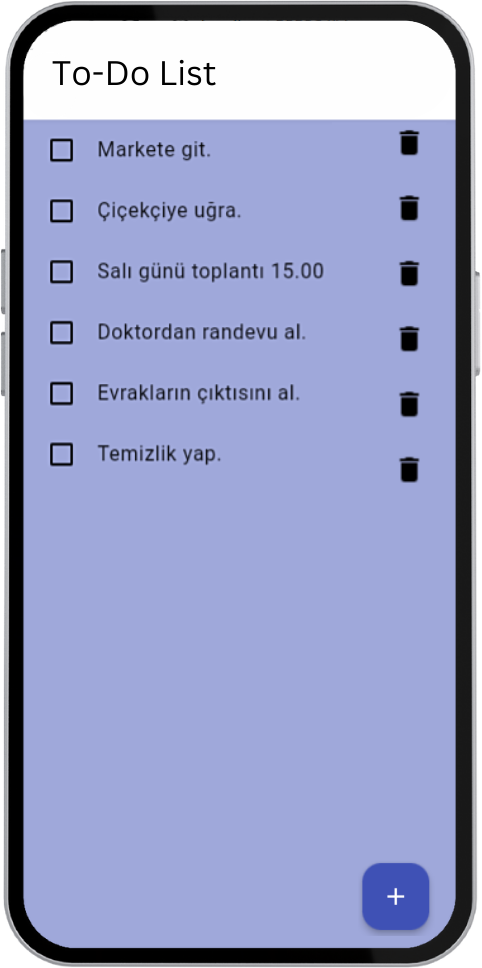 To-Do List
Markete git.
Çiçekçiye uğra.
Salı günü toplantı 15.00
Doktordan randevu al.
Evrakların çıktısını al.
Temizlik yap.
+